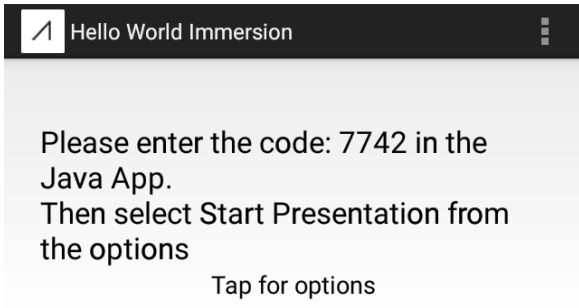 Hello World Immersion
Please enter the code: 7742 in the
Java App.
Then select Start Presentation from
the options
Tap for options